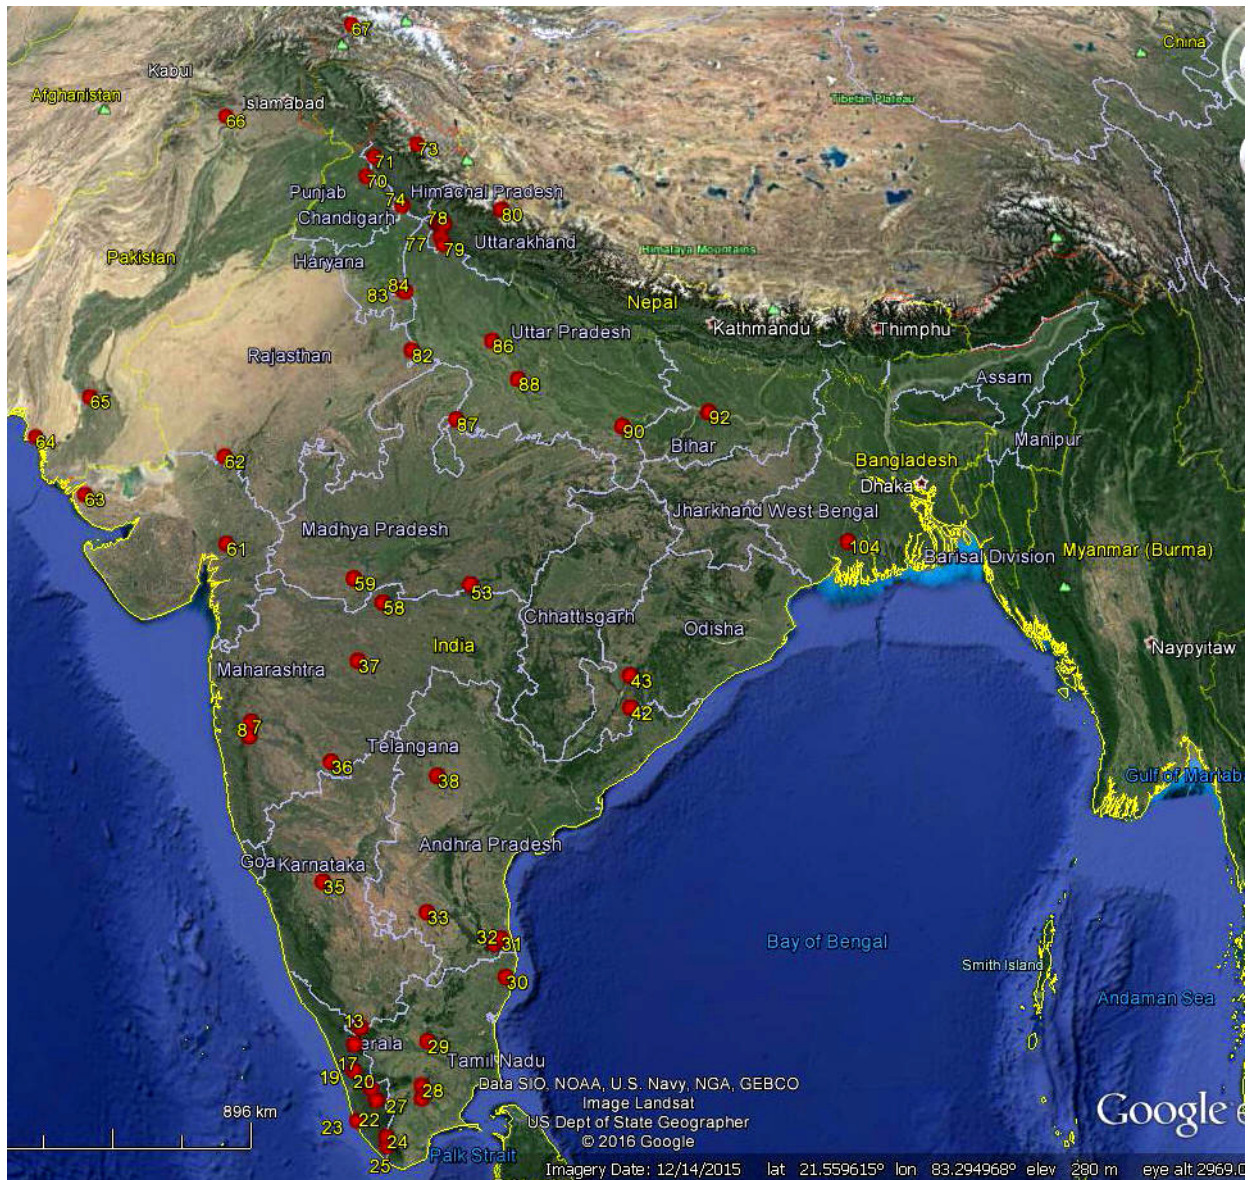 67
China
Kabul
Afghanistan
Islamabad
Tibetan Plateau
66
73
71
70
Punjab
74
Himachal Pradesh
80
Chandigarh
78
77
79
Uttarakhand
Himalaya Mountains
Pakistan
Haryana
84
83
Nepal
Uttar Pradesh
Kathmandu
Thimphu
86
82
Rajasthan
88
Assam
65
92
87
90
64
Bihar
Manipur
62
Bangladesh
63
Dhaka
Jharkhand
West Bengal
Madhya Pradesh
61
104
Myanmar (Burma)
Barisal Division
59
53
58
Chhattisgarh
Odisha
India
Naypyitaw
37
Maharashtra
43
42
7
8
Telangana
36
38
Gulf of Martaba
Andhra Pradesh
Goa
Karnataka
35
33
32
31
Bay of Bengal
Smith Island
30
Andaman Sea
13
erala
29
Tamil Nadu
17
19
20
28
Data SIO, NOAA, U.S. Navy, NGA, GEBCO
27
Image Landsat
896 km
Google e
22
23
US Dept of State Geographer
24
© 2016 Google
25
Palk Strait
Imagery Date: 12/14/2015 lat 21.559615° lon 83.294968° elev 280 m eye alt 2969.0